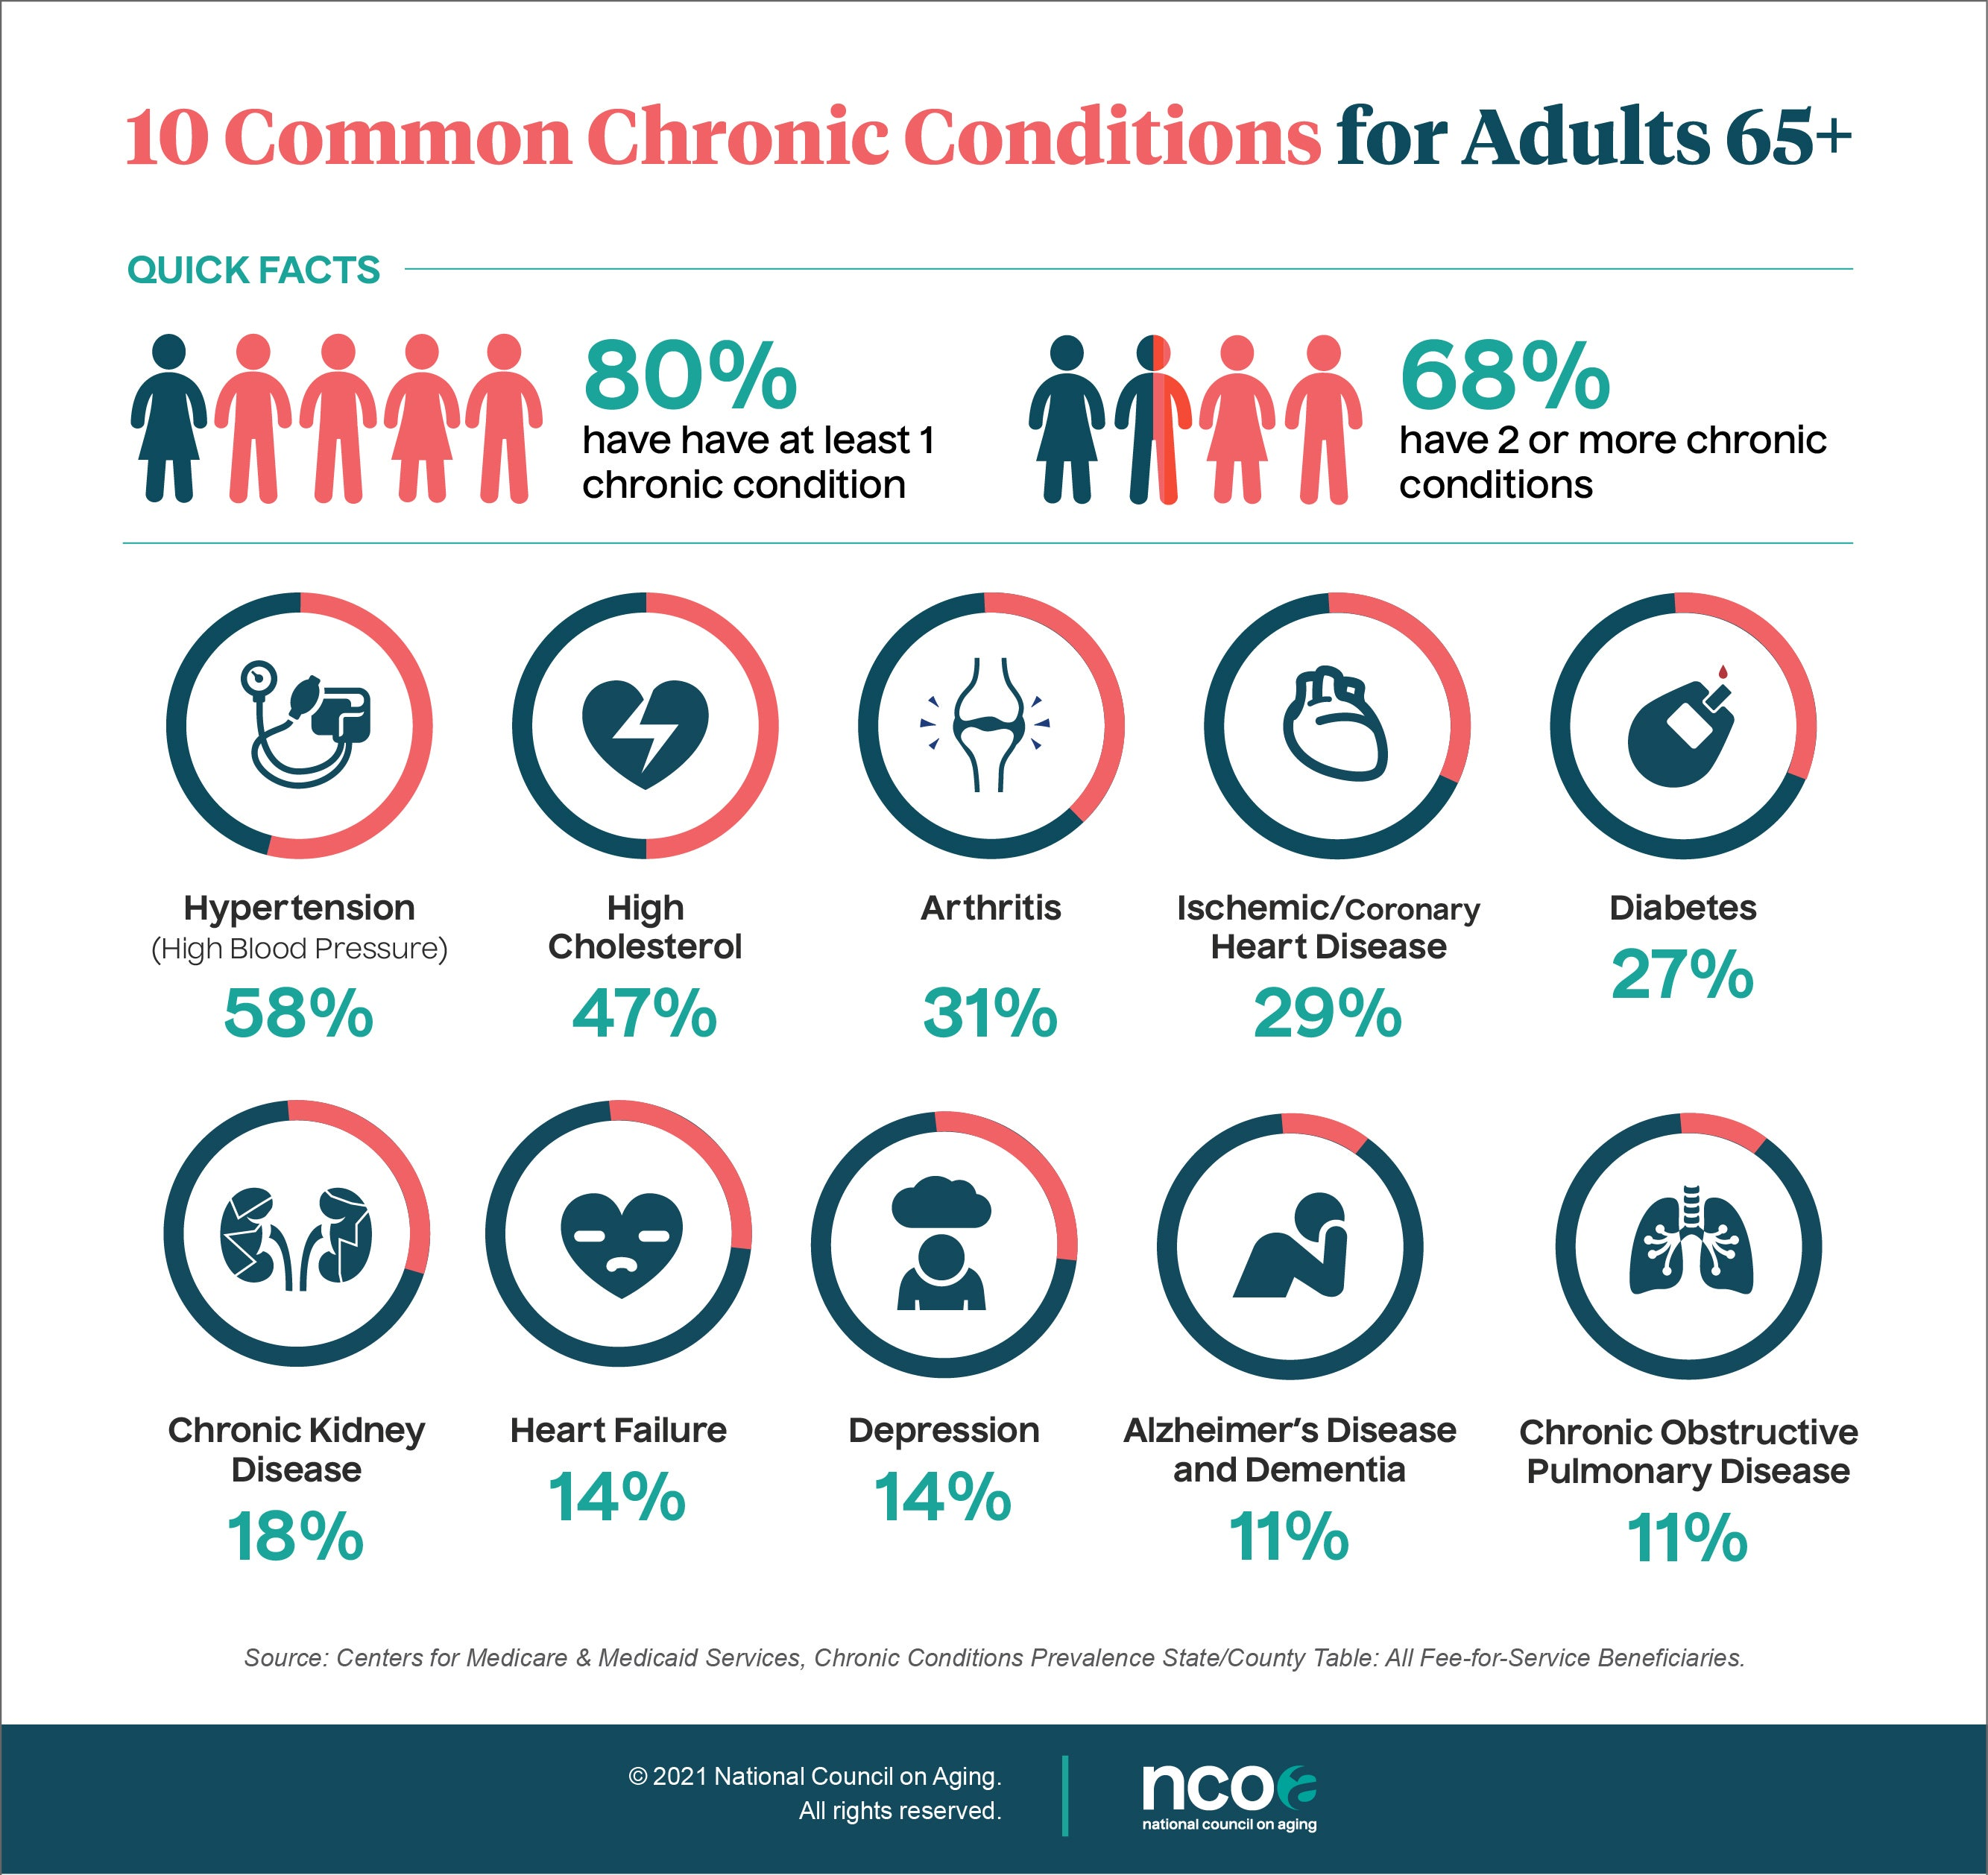 10 Common Chronic Conditions for Adults 65+
QUICK FACTS
80%
have have at least 1
chronic condition
68%
have 2 or more chronic
conditions
Hypertension
(High Blood Pressure)
58%
High
Cholesterol
47%
Arthritis
31%
Ischemic/Coronary
Heart Disease
29%
Diabetes
27%
Chronic Kidney
Disease
18%
Heart Failure
14%
Depression
14%
Alzheimer's Disease
and Dementia
11%
Chronic Obstructive
Pulmonary Disease
11%
Source: Centers for Medicare & Medicaid Services, Chronic Conditions Prevalence State/County Table: All Fee-for-Service Beneficiaries.
© 2021 National Council on Aging.
All rights reserved.
ncoa
national council on aging